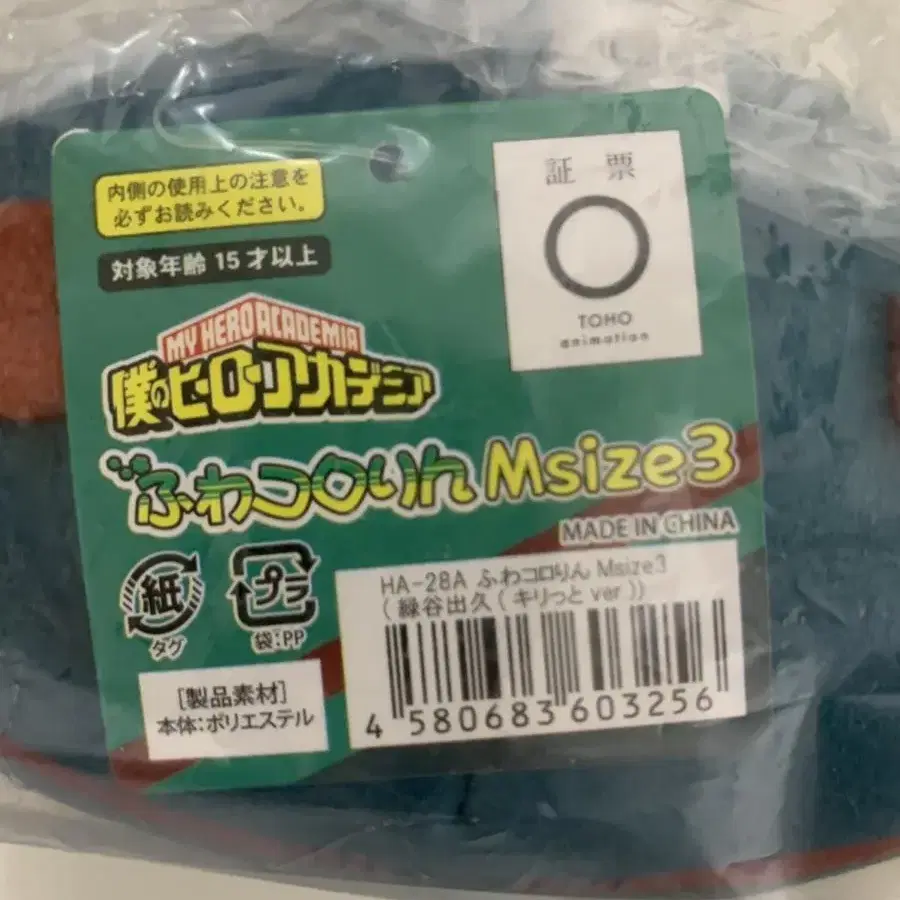 内側の使用上の注意を
必ずお読みください。
対象年齢 15 才以上
証 票
TOHO
animation
MY HERO ACADEMIA
僕のヒーローアカデミア
ふわコロりん Msize3
MADE IN CHINA
紙
タグ
プラ
袋:PP
HA-28A ふわコロりん Msize3
( 緑谷出久 ( キリっと ver.))
4 580683 603256
[製品素材]
本体:ポリエステル